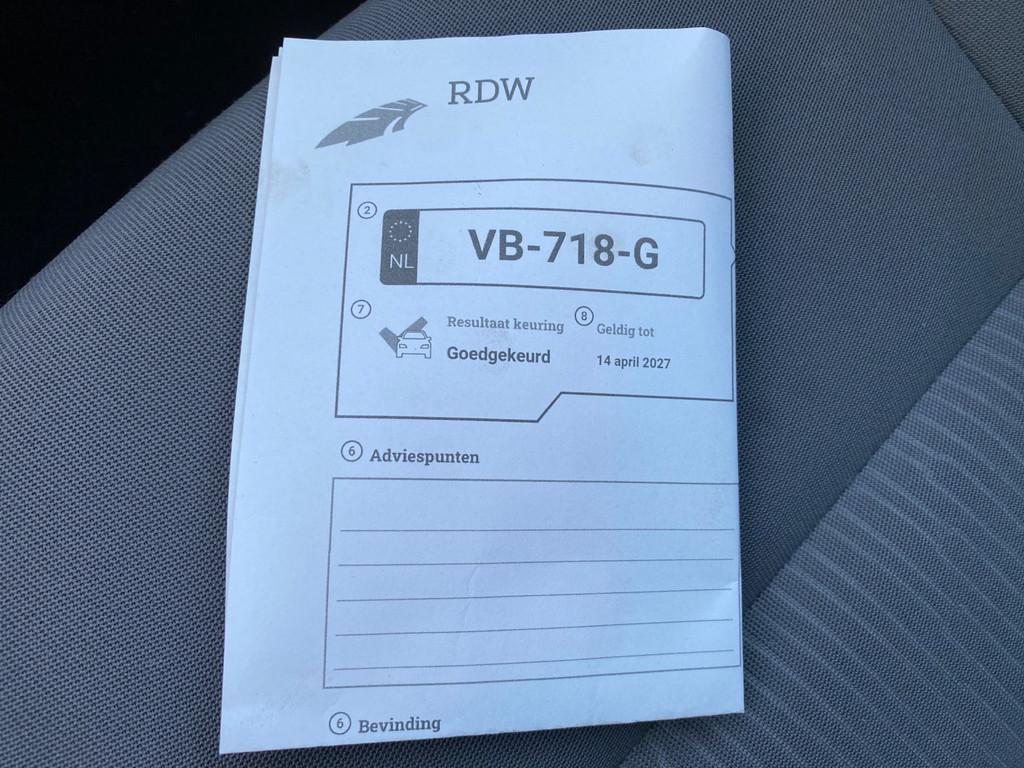 RDW
2
NL
VB-718-G
7
Resultaat keuring
Goedgekeurd
8
Geldig tot
14 april 2027
6 Adviespunten
6 Bevinding